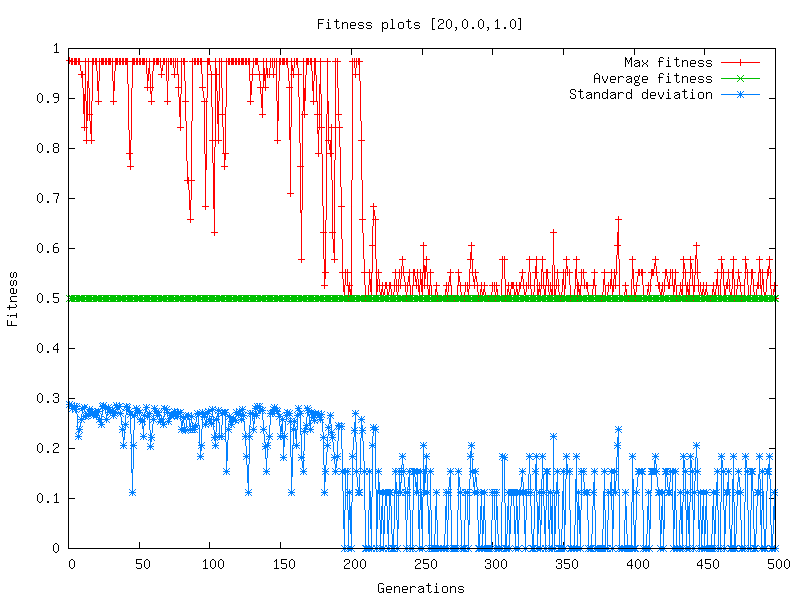 Fitness plots [20,0.0,1.0]
Max fitness
Average fitness
Standard deviation
1
0.9
0.8
0.7
0.6
0.5
0.4
0.3
0.2
0.1
0
Fitness
0 50 100 150 200 250 300 350 400 450 500
Generations